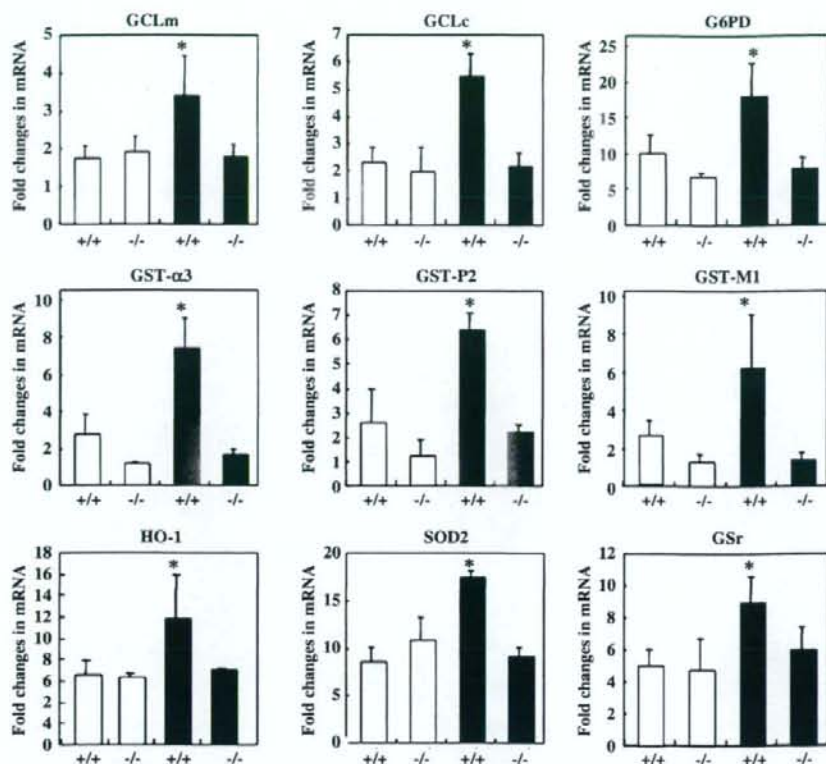 GCLm
Fold changes in mRNA
5
4
3
2
1
0
*
+/+ -/- +/+ -/-
GCLc
Fold changes in mRNA
7
6
5
4
3
2
1
0
*
+/+ -/- +/+ -/-
G6PD
Fold changes in mRNA
25
20
15
10
5
0
*
+/+ -/- +/+ -/-
GST-α3
Fold changes in mRNA
10
8
6
4
2
0
*
+/+ -/- +/+ -/-
GST-P2
Fold changes in mRNA
8
7
6
5
4
3
2
1
0
*
+/+ -/- +/+ -/-
GST-M1
Fold changes in mRNA
10
8
6
4
2
0
*
+/+ -/- +/+ -/-
HO-1
Fold changes in mRNA
18
16
14
12
10
8
6
2
0
*
+/+ -/- +/+ -/-
SOD2
Fold changes in mRNA
20
15
10
5
0
*
+/+ -/- +/+ -/-
GSr
Fold changes in mRNA
12
10
8
6
4
2
0
*
+/+ -/- +/+ -/-